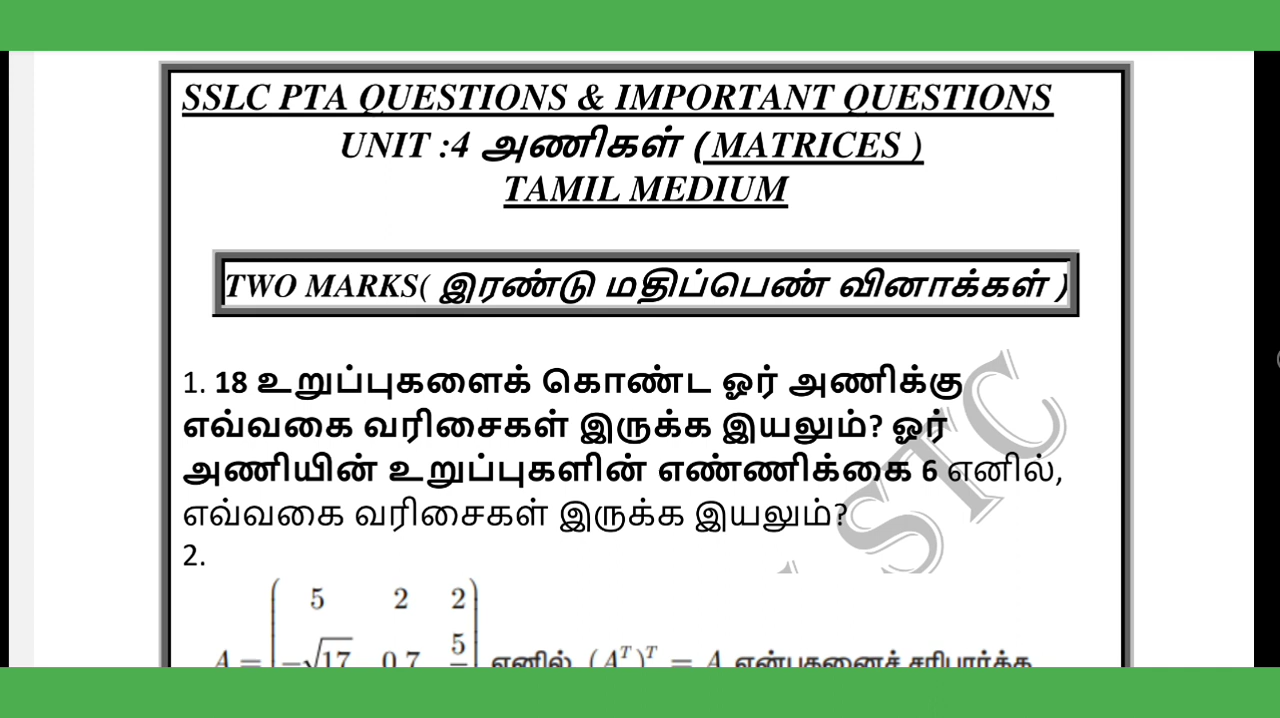 SSLC PTA QUESTIONS & IMPORTANT QUESTIONS
UNIT :4 அணிகள் (MATRICES )
TAMIL MEDIUM
TWO MARKS( இரண்டு மதிப்பெண் வினாக்கள் )
1. 18 உறுப்புகளைக் கொண்ட ஓர் அணிக்கு
எவ்வகை வரிசைகள் இருக்க இயலும்? ஓர்
அணியின் உறுப்புகளின் எண்ணிக்கை 6 எனில்,
எவ்வகை வரிசைகள் இருக்க இயலும்?
STC
2.
5 2 2
A = −√17 0.7 5 எனில் (Aᵀ)ᵀ = A என்பதனைச் சரிபார்க்க